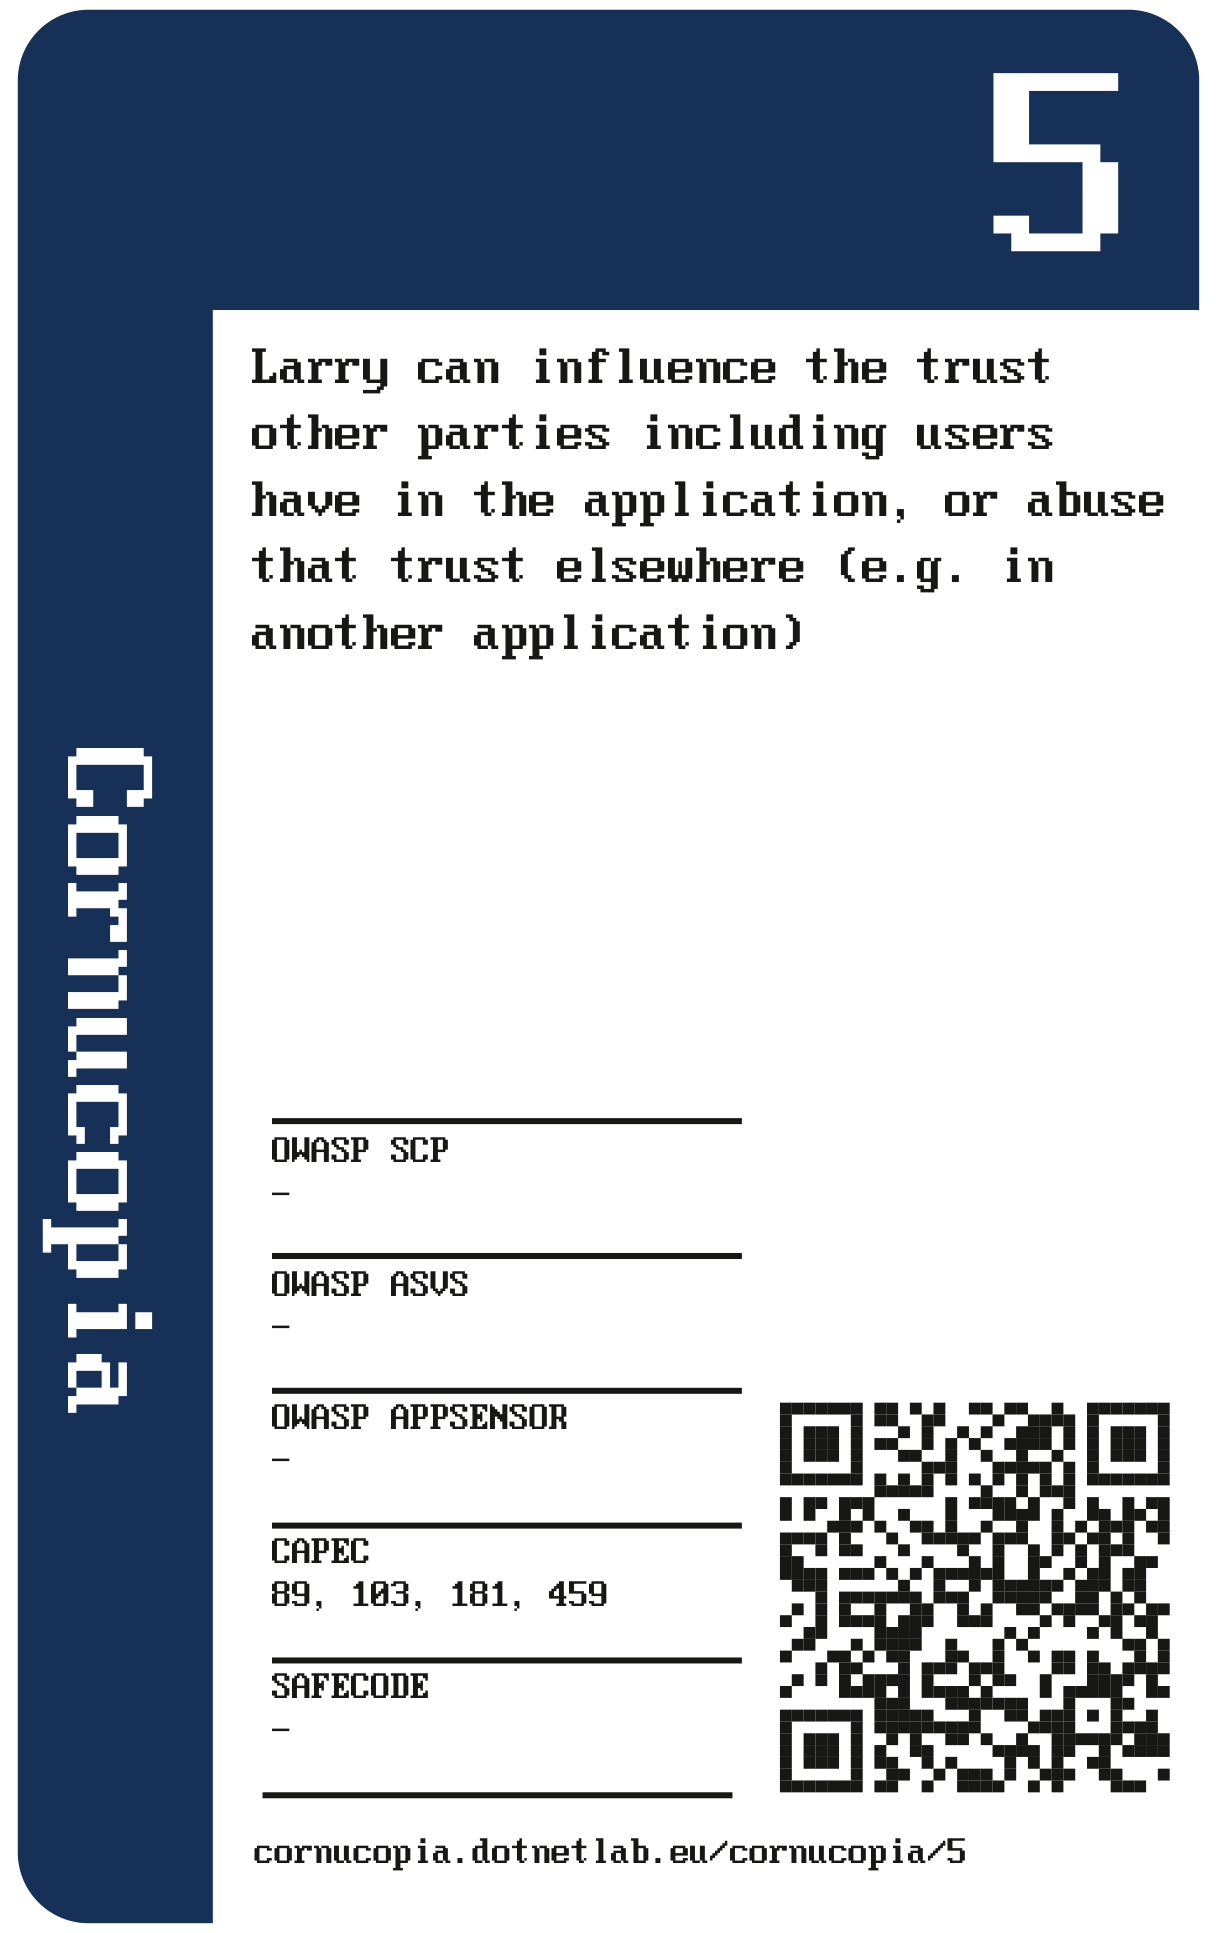 5
Larry can influence the trust
other parties including users
have in the application, or abuse
that trust elsewhere (e.g. in
another application)
Cornucopia
OWASP SCP
–
OWASP ASVS
–
OWASP APPSENSOR
–
CAPEC
89, 103, 181, 459
SAFECODE
–
cornucopia.dotnetlab.eu/cornucopia/5